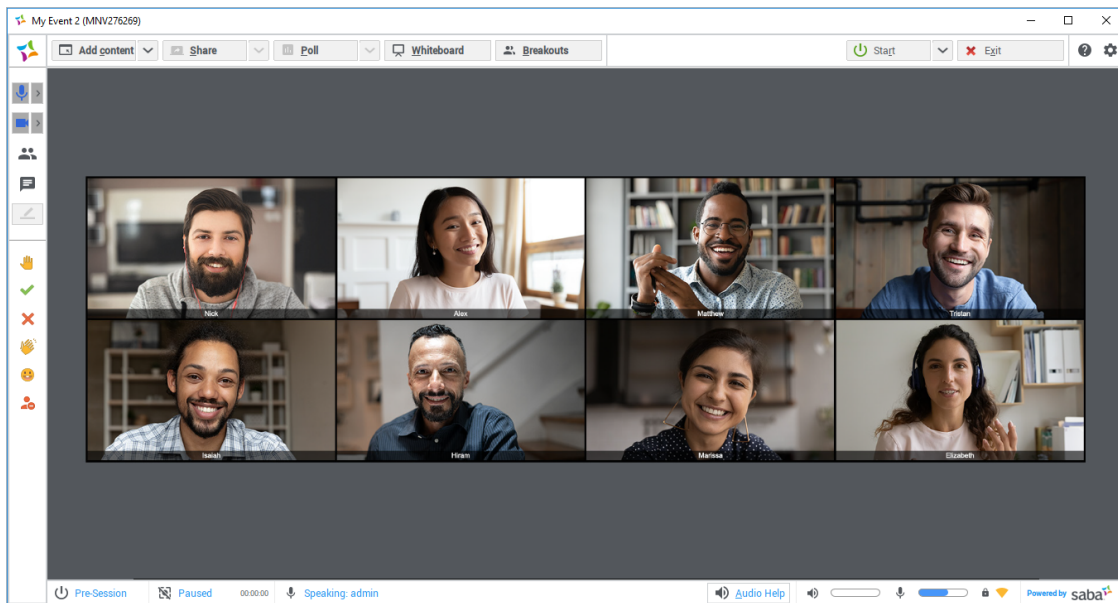 My Event 2 (MNV276269)
Add content
Share
Poll
Whiteboard
Breakouts
Start
Exit
Nick
Alex
Matthew
Tristan
Isaiah
Hiram
Marissa
Elizabeth
Pre-Session
Paused
00:00:00
Speaking: admin
Audio Help
Powered by saba